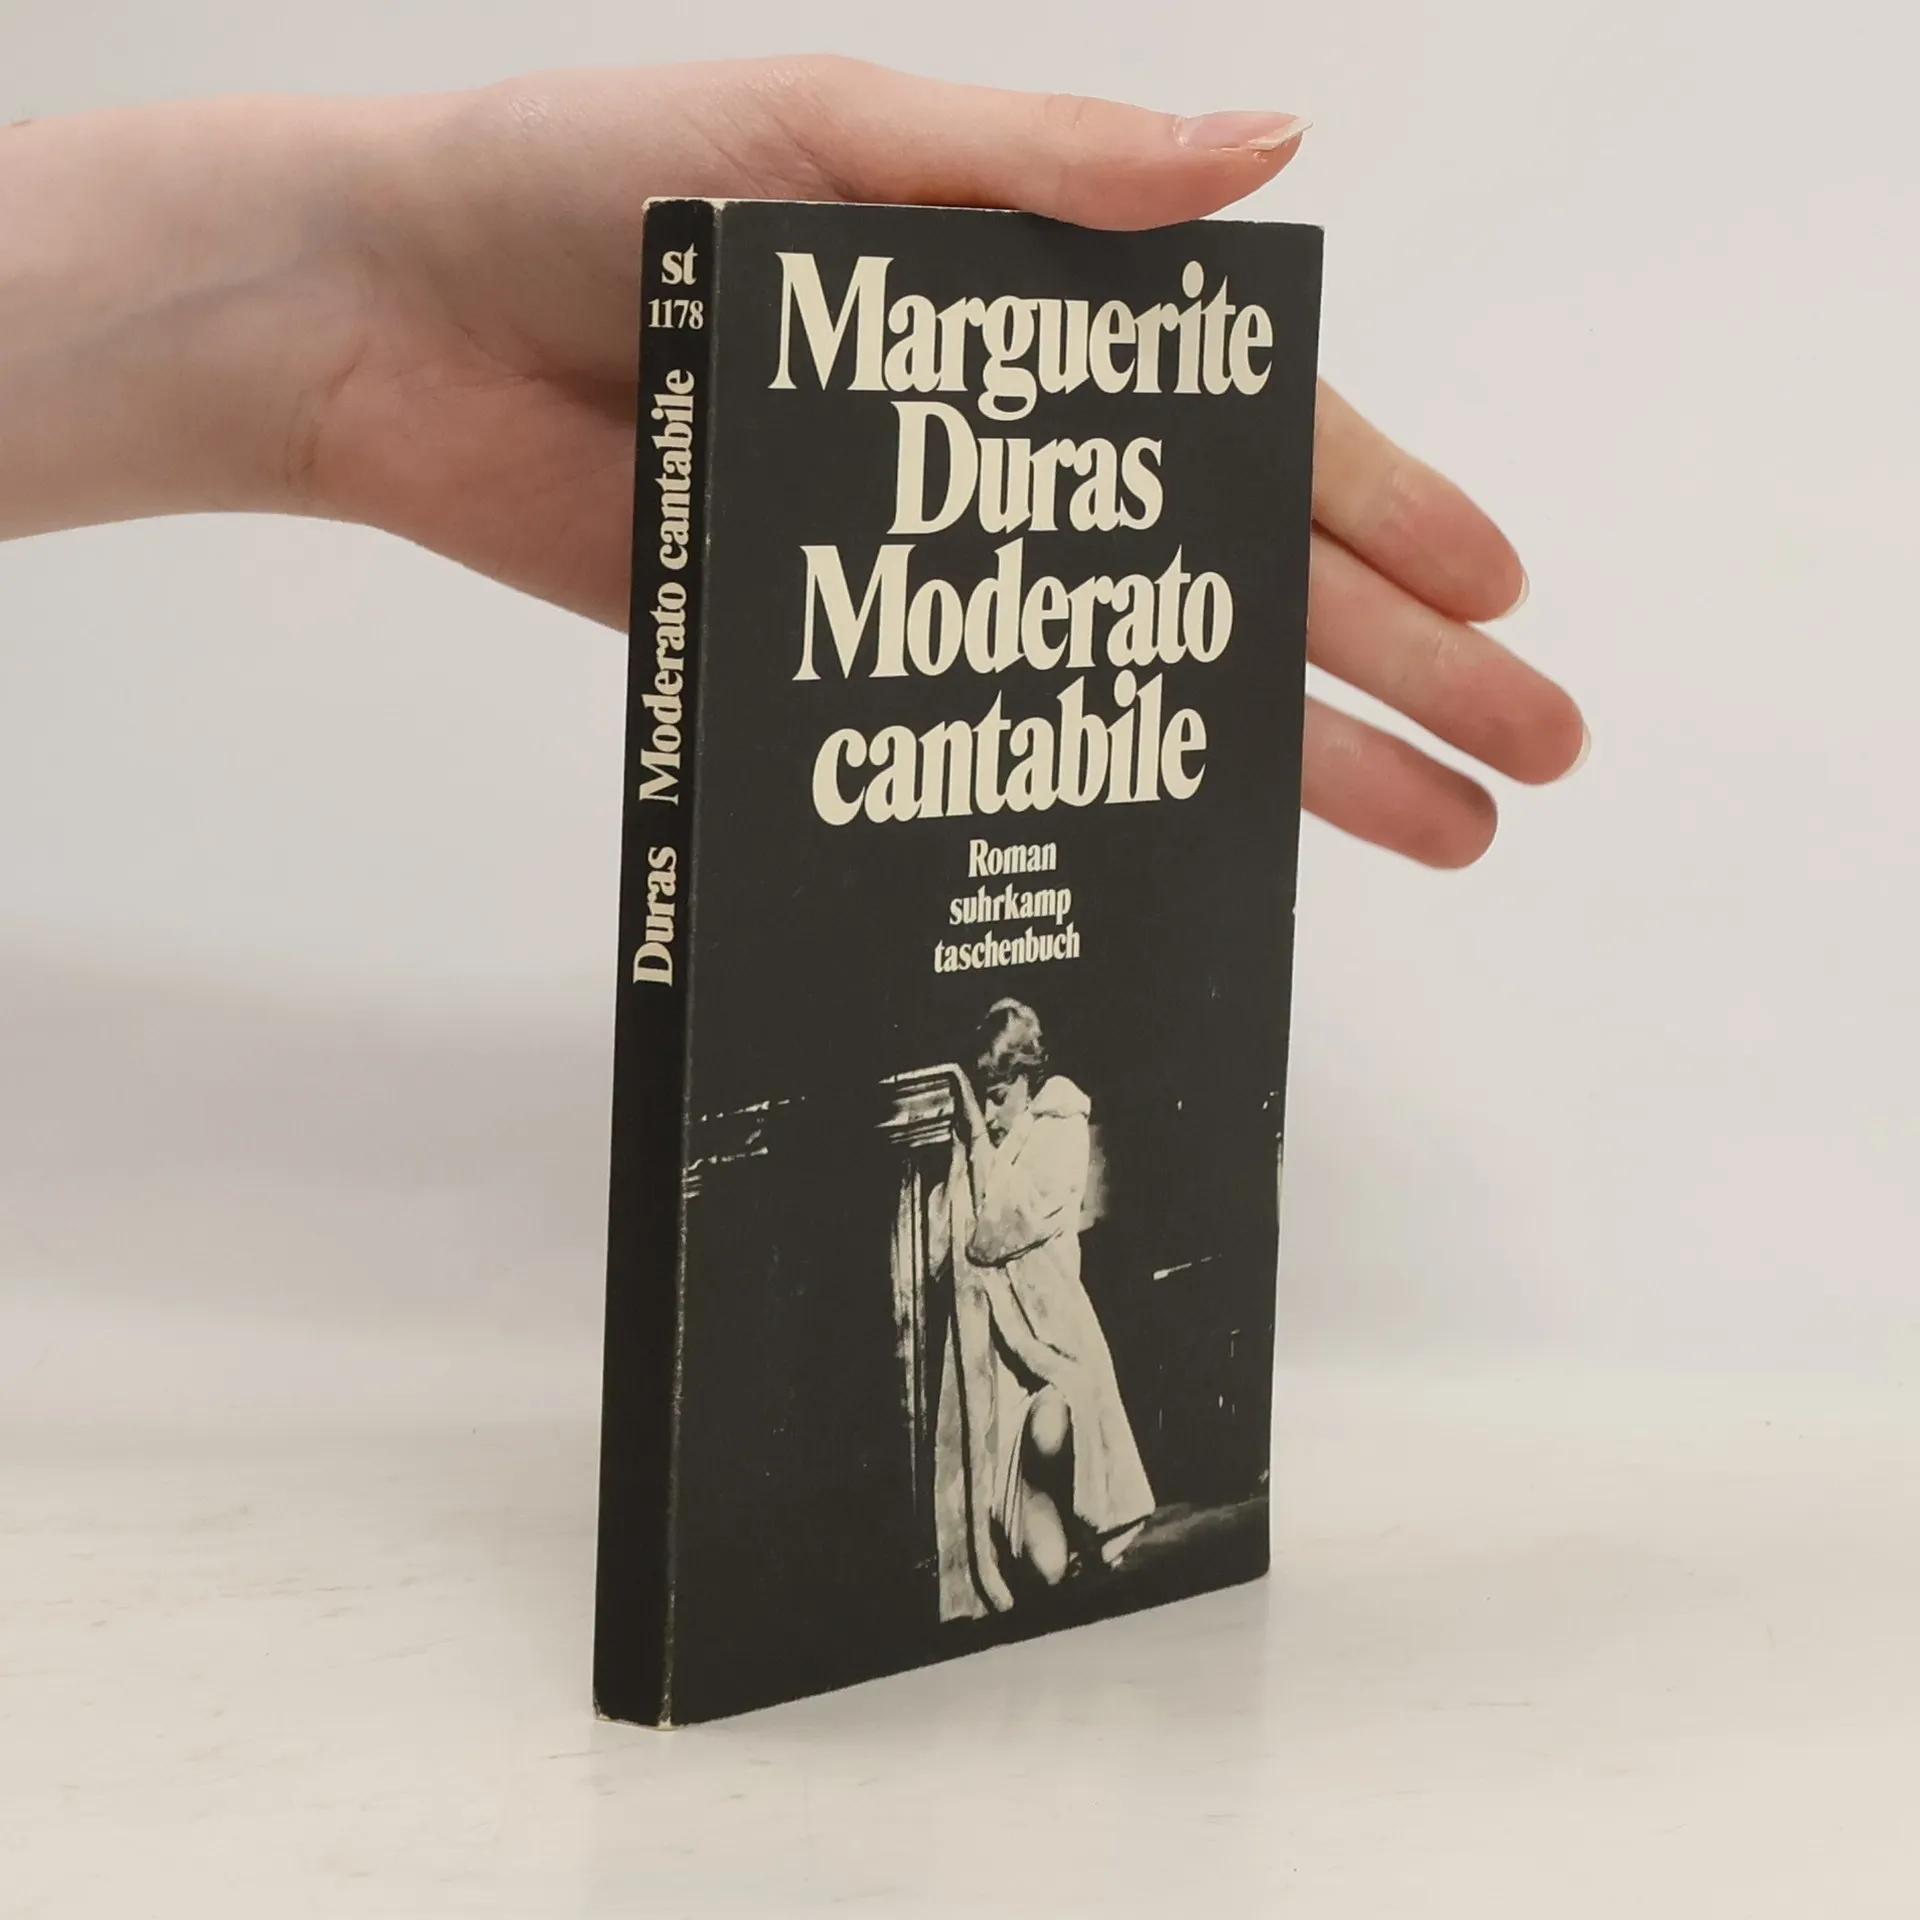 st
1178
Duras Moderato cantabile
Marguerite
Duras
Moderato
cantabile
Roman
suhrkamp
taschenbuch